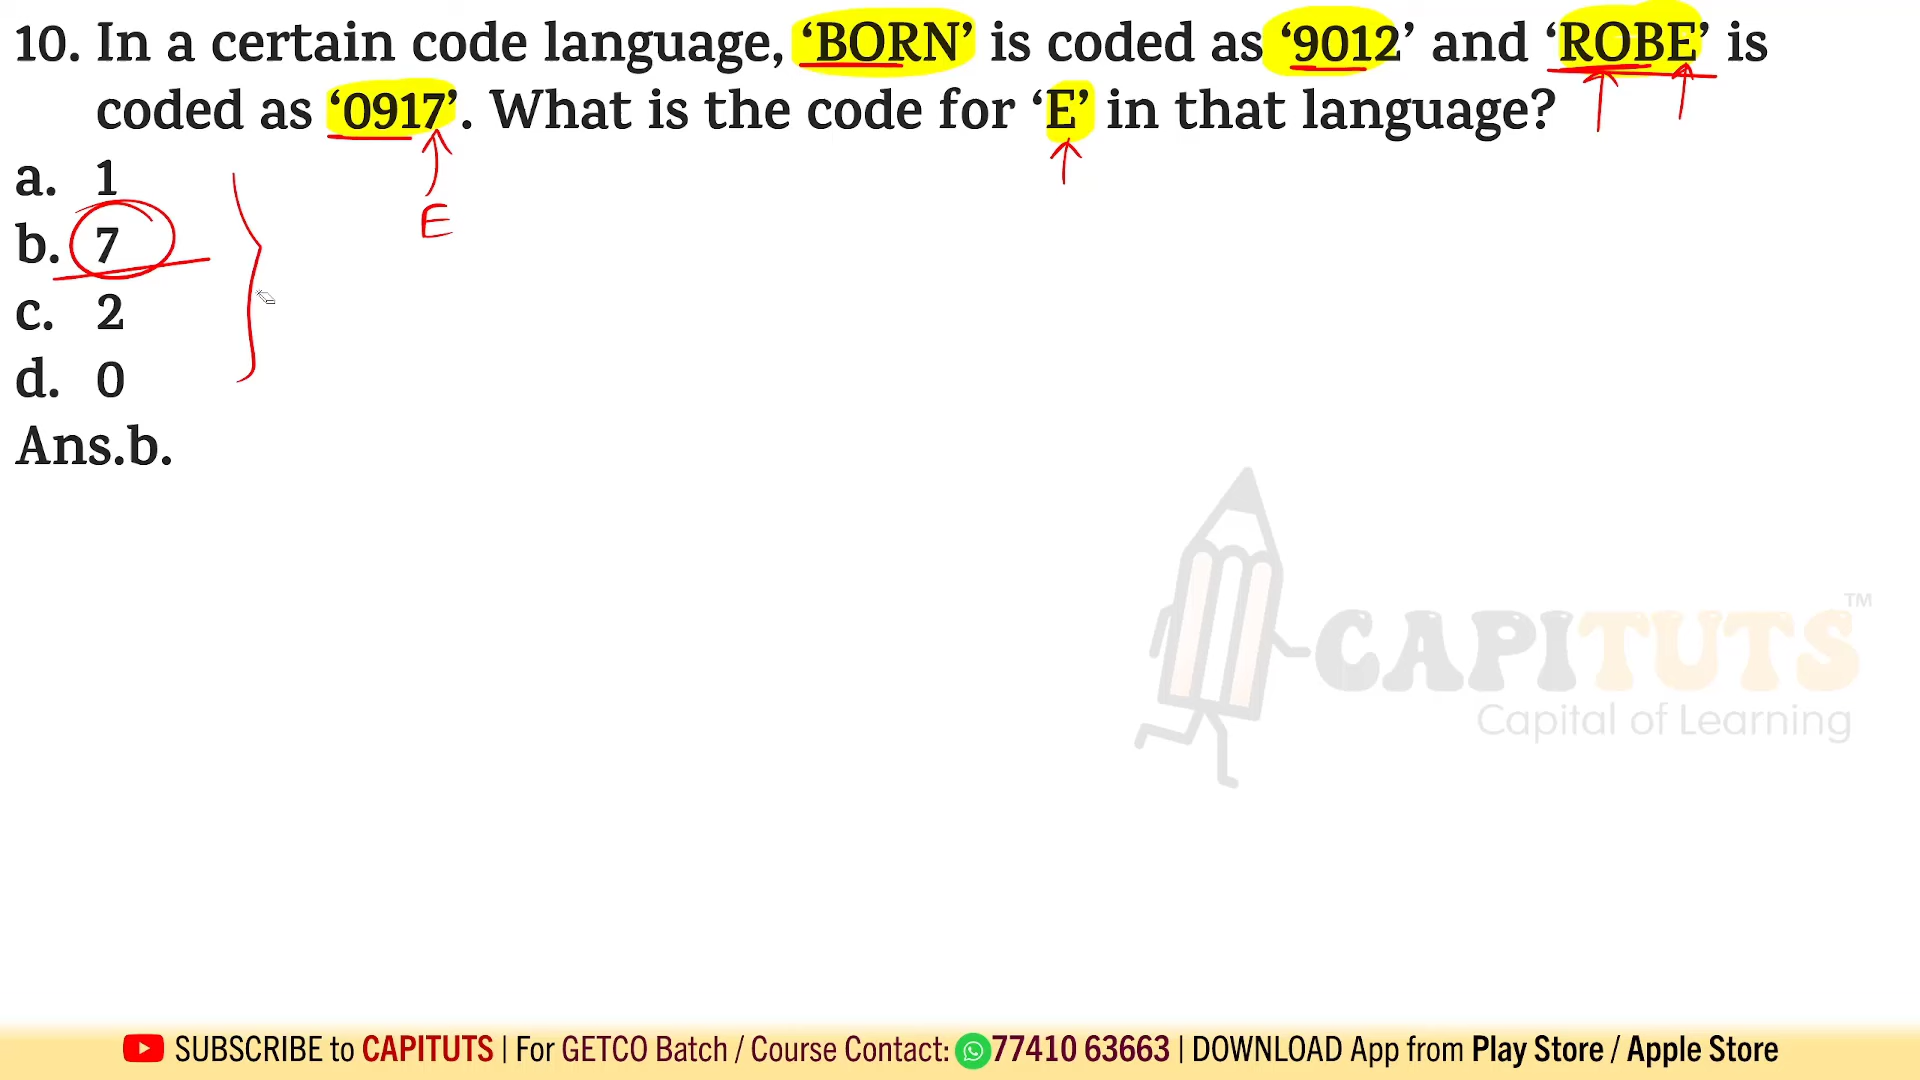 10. In a certain code language, ‘BORN’ is coded as ‘9012’ and ‘ROBE’ is
coded as ‘0917’. What is the code for ‘E’ in that language?
a. 1
E
b. 7
c. 2
d. 0
Ans.b.
CAPITUTS™
Capital of Learning
SUBSCRIBE to CAPITUTS | For GETCO Batch / Course Contact: 77410 63663 | DOWNLOAD App from Play Store / Apple Store